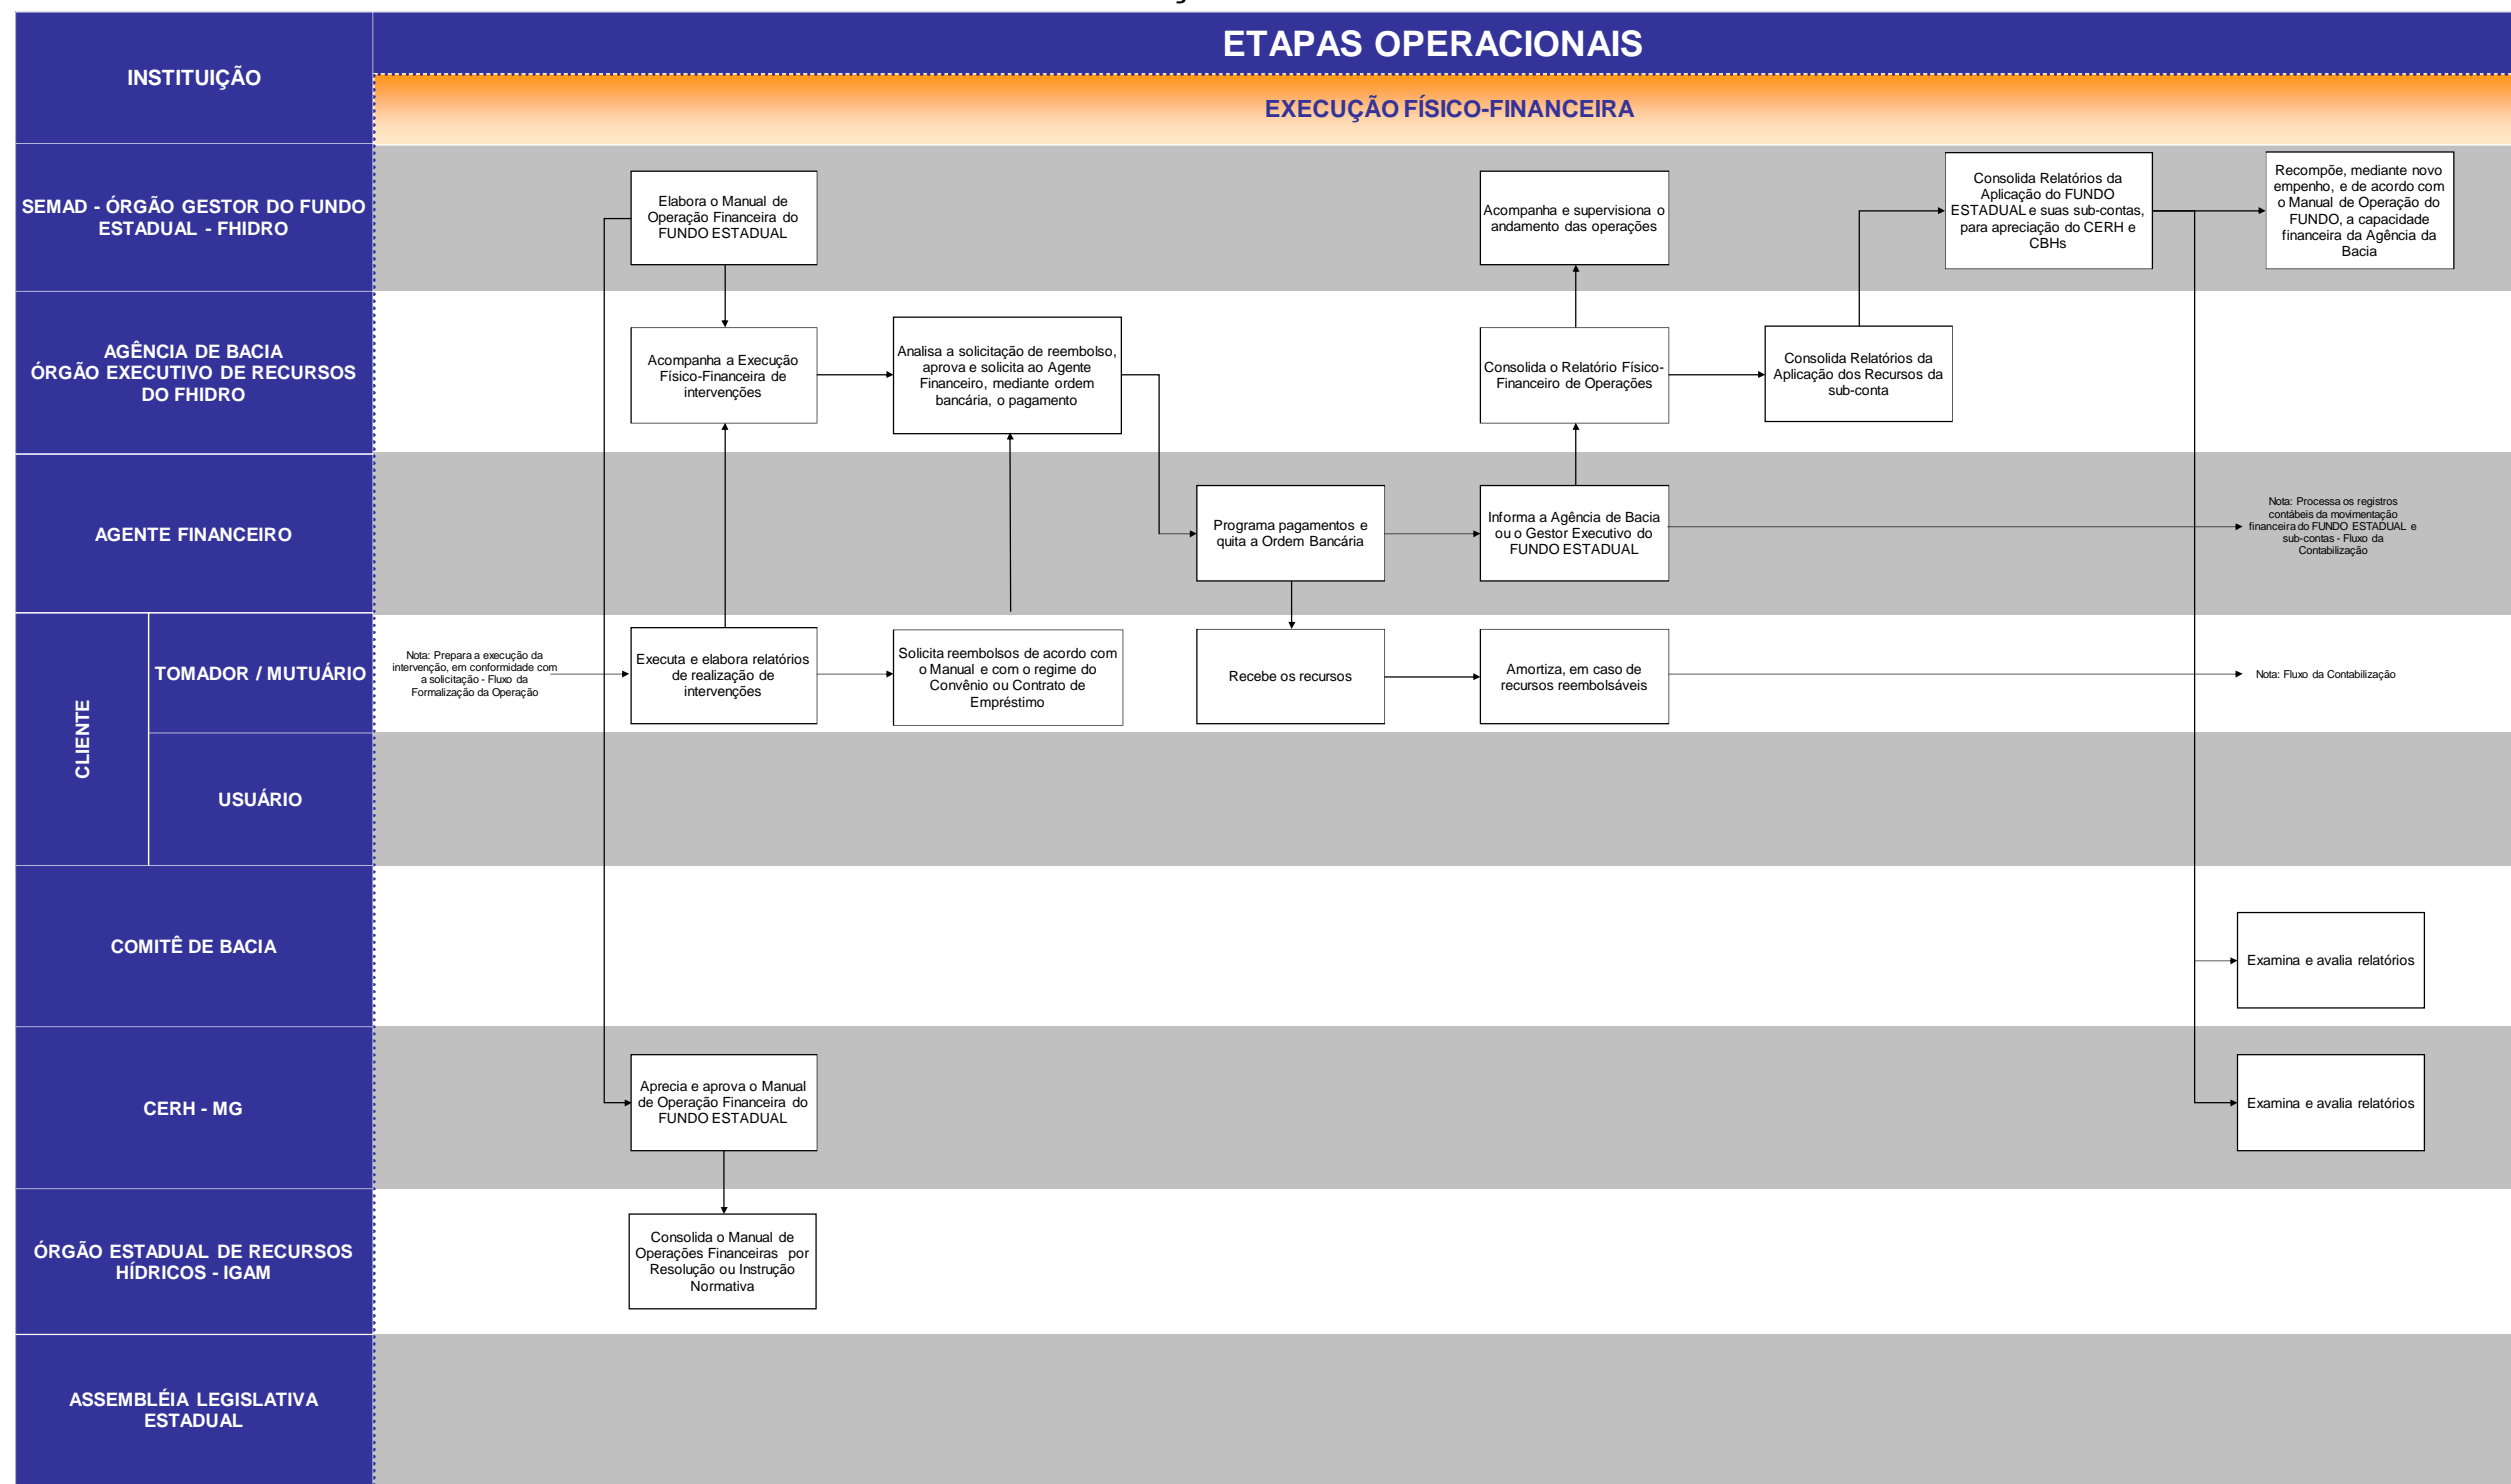 ETAPAS OPERACIONAIS
INSTITUIÇÃO
EXECUÇÃO FÍSICO-FINANCEIRA
SEMAD - ÓRGÃO GESTOR DO FUNDO
ESTADUAL - FHIDRO
Elabora o Manual de
Operação Financeira do
FUNDO ESTADUAL
Acompanha e supervisiona o
andamento das operações
Consolida Relatórios da
Aplicação do FUNDO
ESTADUAL e suas sub-contas,
para apreciação do CERH e
CBHs
Recompõe, mediante novo
empenho, e de acordo com
o Manual de Operação do
FUNDO, a capacidade
financeira da Agência da
Bacia
AGÊNCIA DE BACIA
ÓRGÃO EXECUTIVO DE RECURSOS
DO FHIDRO
Acompanha a Execução
Físico-Financeira de
intervenções
Analisa a solicitação de reembolso,
aprova e solicita ao Agente
Financeiro, mediante ordem
bancária, o pagamento
Consolida o Relatório Físico-
Financeiro de Operações
Consolida Relatórios da
Aplicação dos Recursos da
sub-conta
AGENTE FINANCEIRO
Programa pagamentos e
quita a Ordem Bancária
Informa a Agência de Bacia
ou o Gestor Executivo do
FUNDO ESTADUAL
Nota: Processa os registros
contábeis da movimentação
financeira do FUNDO ESTADUAL e
sub-contas - Fluxo da
Contabilização
CLIENTE
TOMADOR / MUTUÁRIO
Nota: Prepara a execução da
intervenção, em conformidade com
a solicitação - Fluxo da
Formalização da Operação
Executa e elabora relatórios
de realização de
intervenções
Solicita reembolsos de acordo com
o Manual e com o regime do
Convênio ou Contrato de
Empréstimo
Recebe os recursos
Amortiza, em caso de
recursos reembolsáveis
Nota: Fluxo da Contabilização
USUÁRIO
COMITÊ DE BACIA
Examina e avalia relatórios
CERH - MG
Aprecia e aprova o Manual
de Operação Financeira do
FUNDO ESTADUAL
Examina e avalia relatórios
ÓRGÃO ESTADUAL DE RECURSOS
HÍDRICOS - IGAM
Consolida o Manual de
Operações Financeiras por
Resolução ou Instrução
Normativa
ASSEMBLÉIA LEGISLATIVA
ESTADUAL